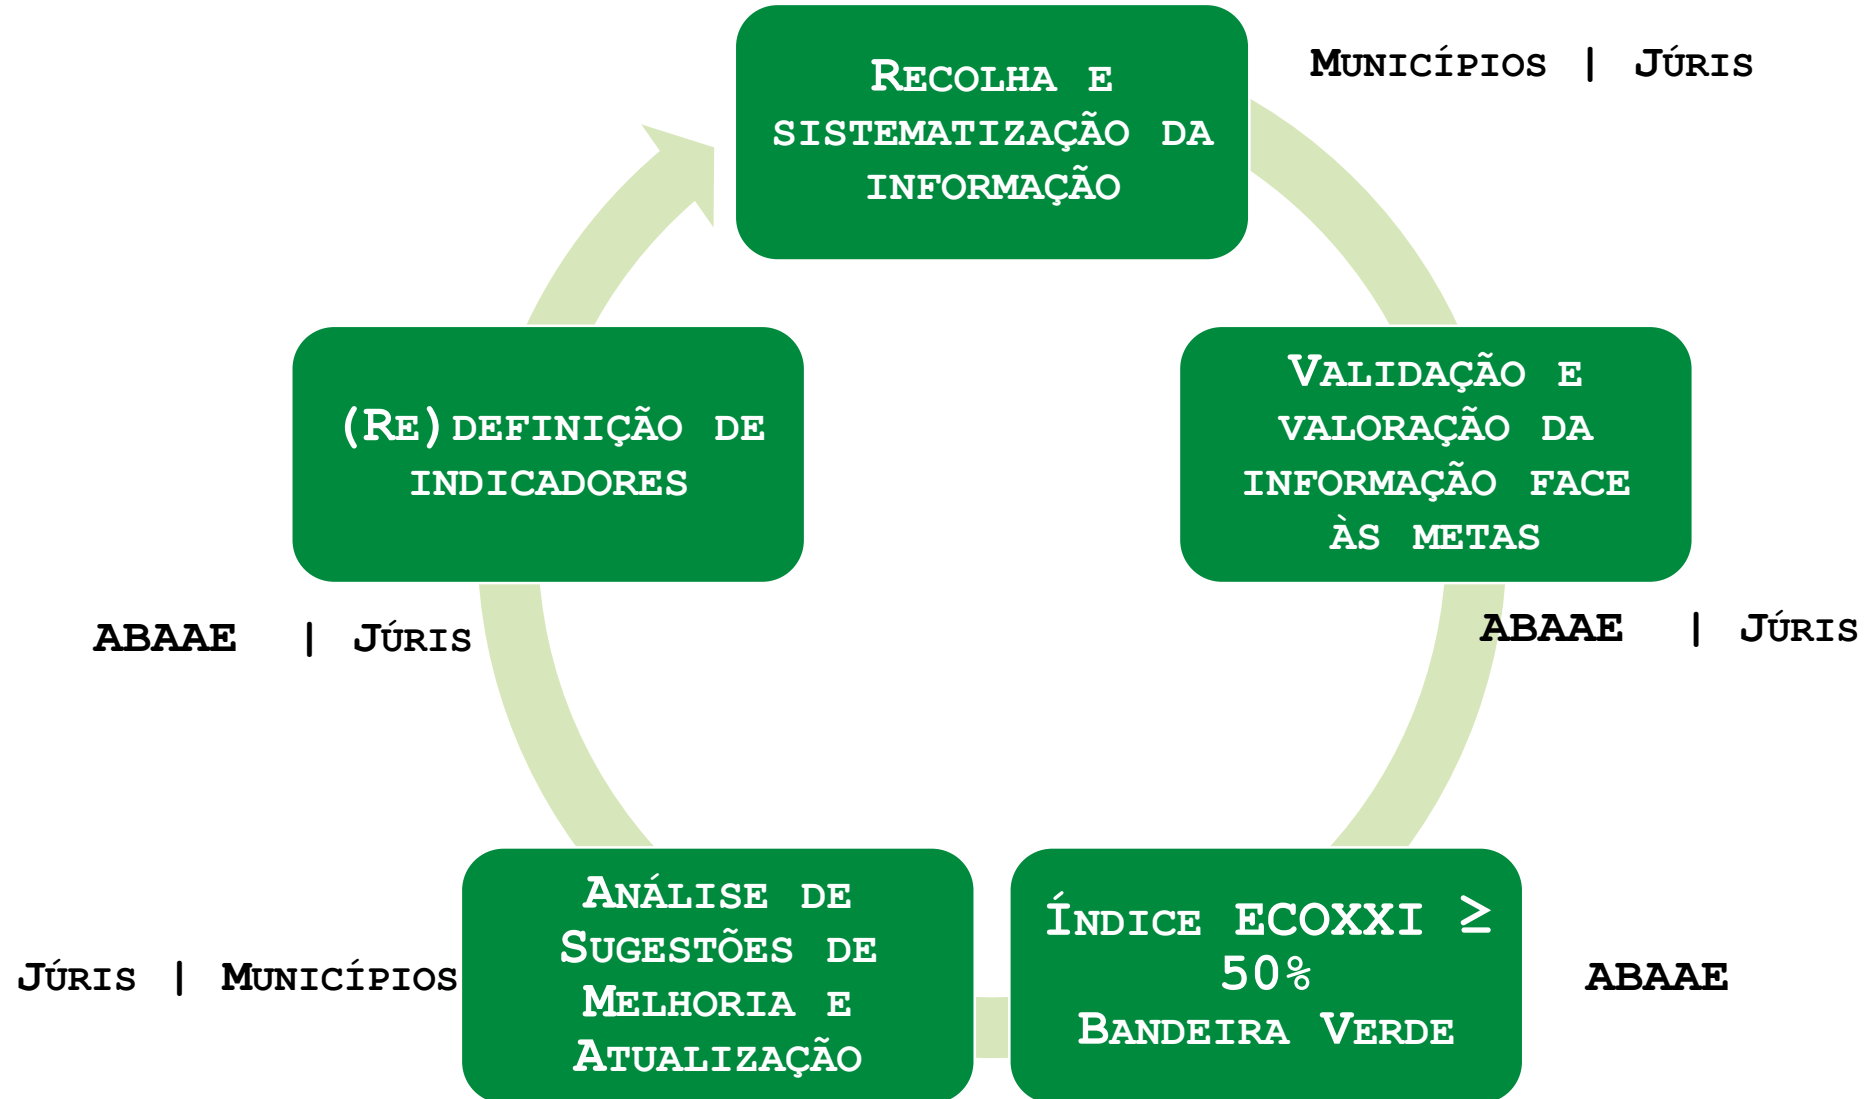 Recolha e
sistematização da
informação
Municípios | Júris
Validação e
valoração da
informação face
às metas
ABAAE | Júris
Índice ECOXXI ≥
50%
Bandeira Verde
ABAAE
Análise de
Sugestões de
Melhoria e
Atualização
Júris | Municípios
(Re)definição de
indicadores
ABAAE | Júris